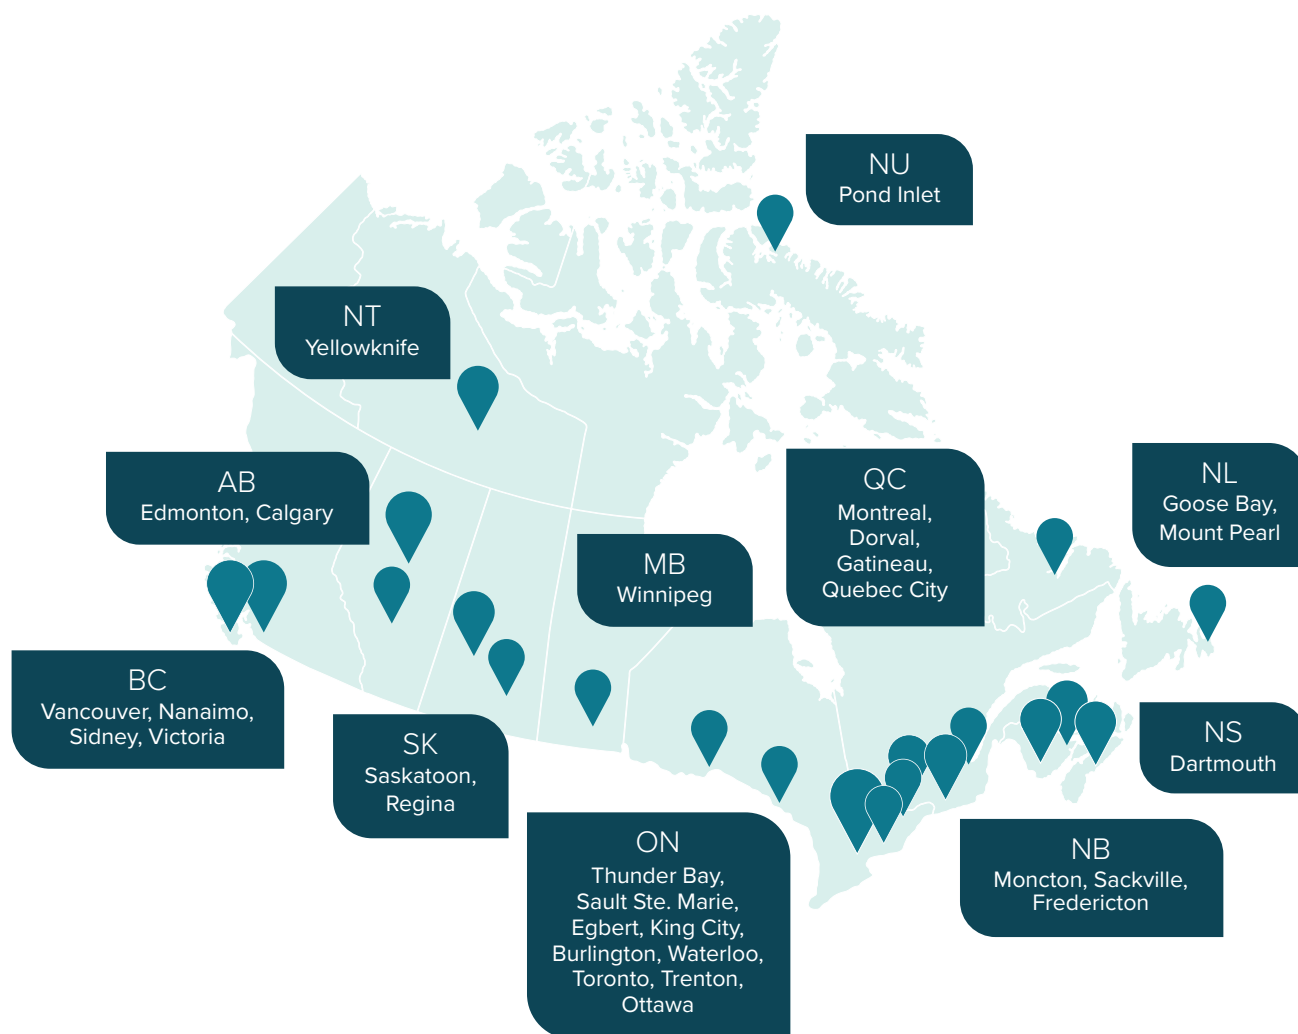 NU
Pond Inlet
NT
Yellowknife
AB
Edmonton, Calgary
QC
Montreal,
Dorval,
Gatineau,
Quebec City
NL
Goose Bay,
Mount Pearl
MB
Winnipeg
BC
Vancouver, Nanaimo,
Sidney, Victoria
SK
Saskatoon,
Regina
NS
Dartmouth
ON
Thunder Bay,
Sault Ste. Marie,
Egbert, King City,
Burlington, Waterloo,
Toronto, Trenton,
Ottawa
NB
Moncton, Sackville,
Fredericton